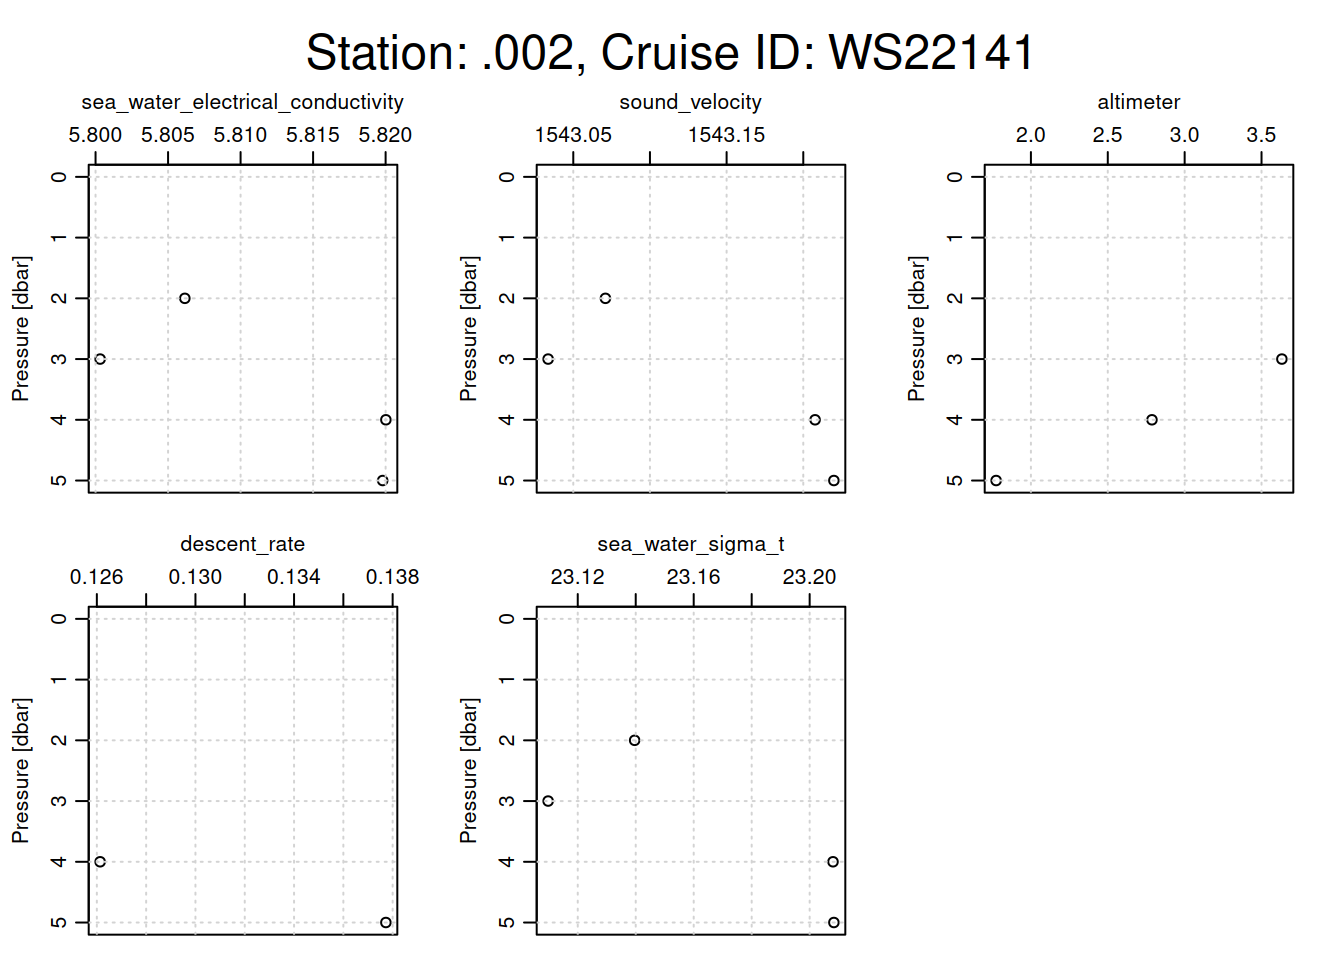 Station: .002, Cruise ID: WS22141
sea_water_electrical_conductivity
5.800 5.805 5.810 5.815 5.820
Pressure [dbar]
0
1
2
3
4
5
sound_velocity
1543.05 1543.15
Pressure [dbar]
0
1
2
3
4
5
altimeter
2.0 2.5 3.0 3.5
Pressure [dbar]
0
1
2
3
4
5
descent_rate
0.126 0.130 0.134 0.138
Pressure [dbar]
0
1
2
3
4
5
sea_water_sigma_t
23.12 23.16 23.20
Pressure [dbar]
0
1
2
3
4
5